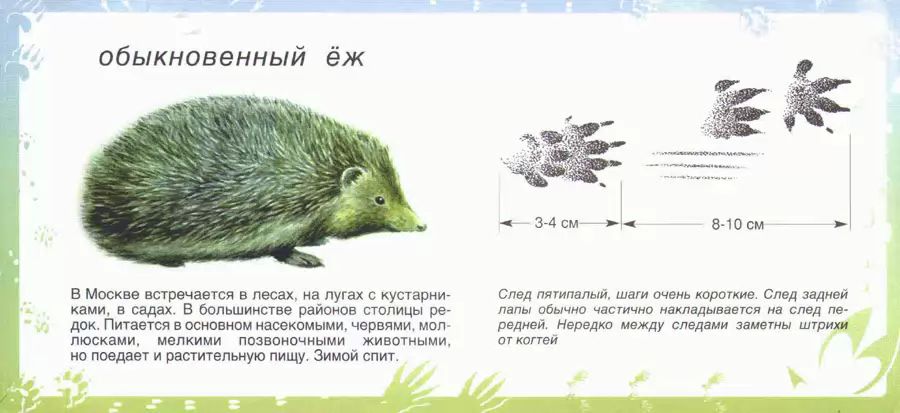 обыкновенный ёж
3-4 см
8-10 см
В Москве встречается в лесах, на лугах с кустарни-
ками, в садах. В большинстве районов столицы ре-
док. Питается в основном насекомыми, червями, мол-
люсками, мелкими позвоночными животными,
но поедает и растительную пищу. Зимой спит.
След пятипалый, шаги очень короткие. След задней
лапы обычно частично накладывается на след пе-
редней. Нередко между следами заметны штрихи
от когтей